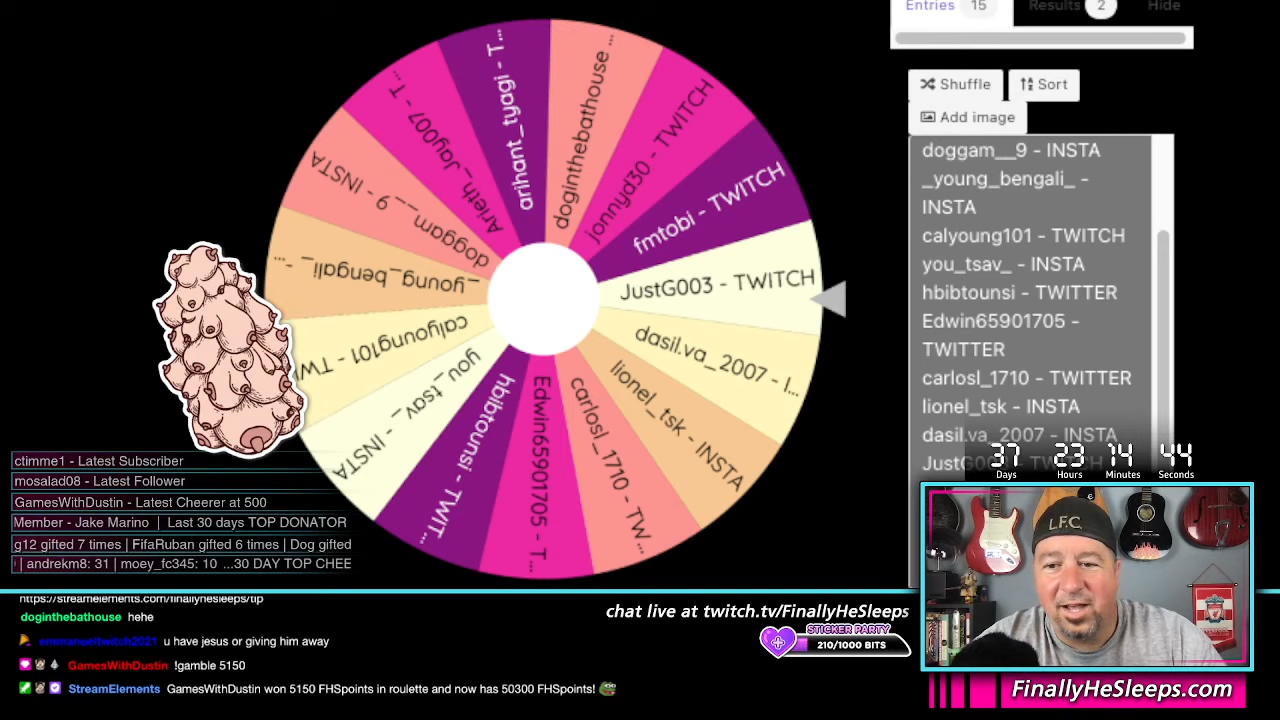 Entries 15
Results 2
Hide
Shuffle
Sort
Add image
doggam__9 - INSTA
_young_bengali_ -
INSTA
calyoung101 - TWITCH
you_tsav_ - INSTA
hbibtounsi - TWITTER
Edwin65901705 -
TWITTER
carlosl_1710 - TWITTER
lionel_tsk - INSTA
dasil.va_2007 - INSTA
arihant_tyagi - T...
doginthebathouse ...
jonnyd30 - TWITCH
fmtobi - TWITCH
JustG003 - TWITCH
dasil.va_2007 - I...
lionel_tsk - INSTA
carlosl_1710 - TW...
Edwin65901705 - T...
hbibtounsi - TWIT...
you_tsav_ - INSTA
calyoung101 - TW
_young_bengali_ -...
doggam__9 - INSTA
Arieth_Jay007 - T...
37 23 14 44
Days Hours Minutes Seconds
L.F.C.
ctimme1 - Latest Subscriber
mosalad08 - Latest Follower
GamesWithDustin - Latest Cheerer at 500
Member - Jake Marino | Last 30 days TOP DONATOR
g12 gifted 7 times | FifaRuban gifted 6 times | Dog gifted
| andrekm8: 31 | moey_fc345: 10 ...30 DAY TOP CHEE
https://streamelements.com/finallyhesleeps/tip
doginthebathouse hehe
emmanueltwitch2021 u have jesus or giving him away
GamesWithDustin !gamble 5150
StreamElements GamesWithDustin won 5150 FHSpoints in roulette and now has 50300 FHSpoints!
chat live at twitch.tv/FinallyHeSleeps
STICKER PARTY
210/1000 BITS
FinallyHeSleeps.com